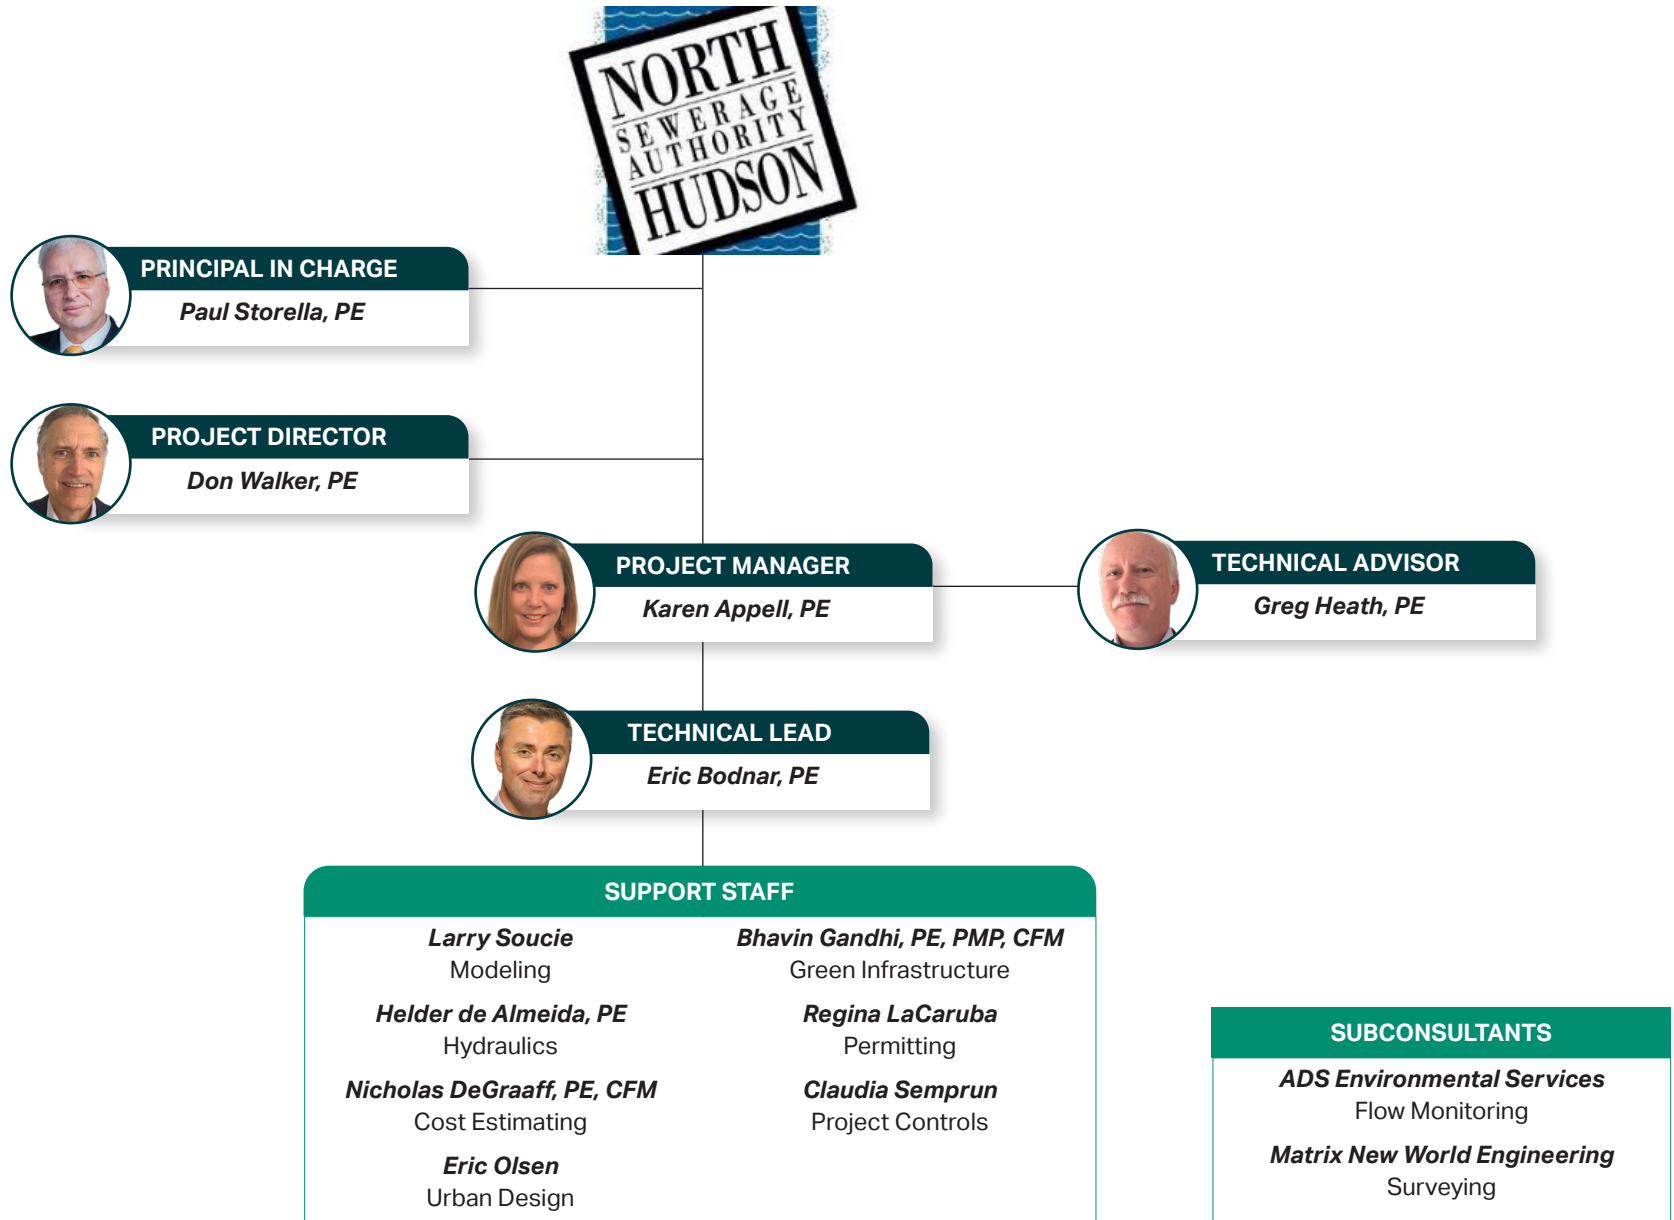 NORTH
SEWERAGE
AUTHORITY
HUDSON
PRINCIPAL IN CHARGE
Paul Storella, PE
PROJECT DIRECTOR
Don Walker, PE
PROJECT MANAGER
Karen Appell, PE
TECHNICAL ADVISOR
Greg Heath, PE
TECHNICAL LEAD
Eric Bodnar, PE
SUPPORT STAFF
Larry Soucie
Modeling
Helder de Almeida, PE
Hydraulics
Nicholas DeGraaff, PE, CFM
Cost Estimating
Eric Olsen
Urban Design
Bhavin Gandhi, PE, PMP, CFM
Green Infrastructure
Regina LaCaruba
Permitting
Claudia Semprun
Project Controls
SUBCONSULTANTS
ADS Environmental Services
Flow Monitoring
Matrix New World Engineering
Surveying